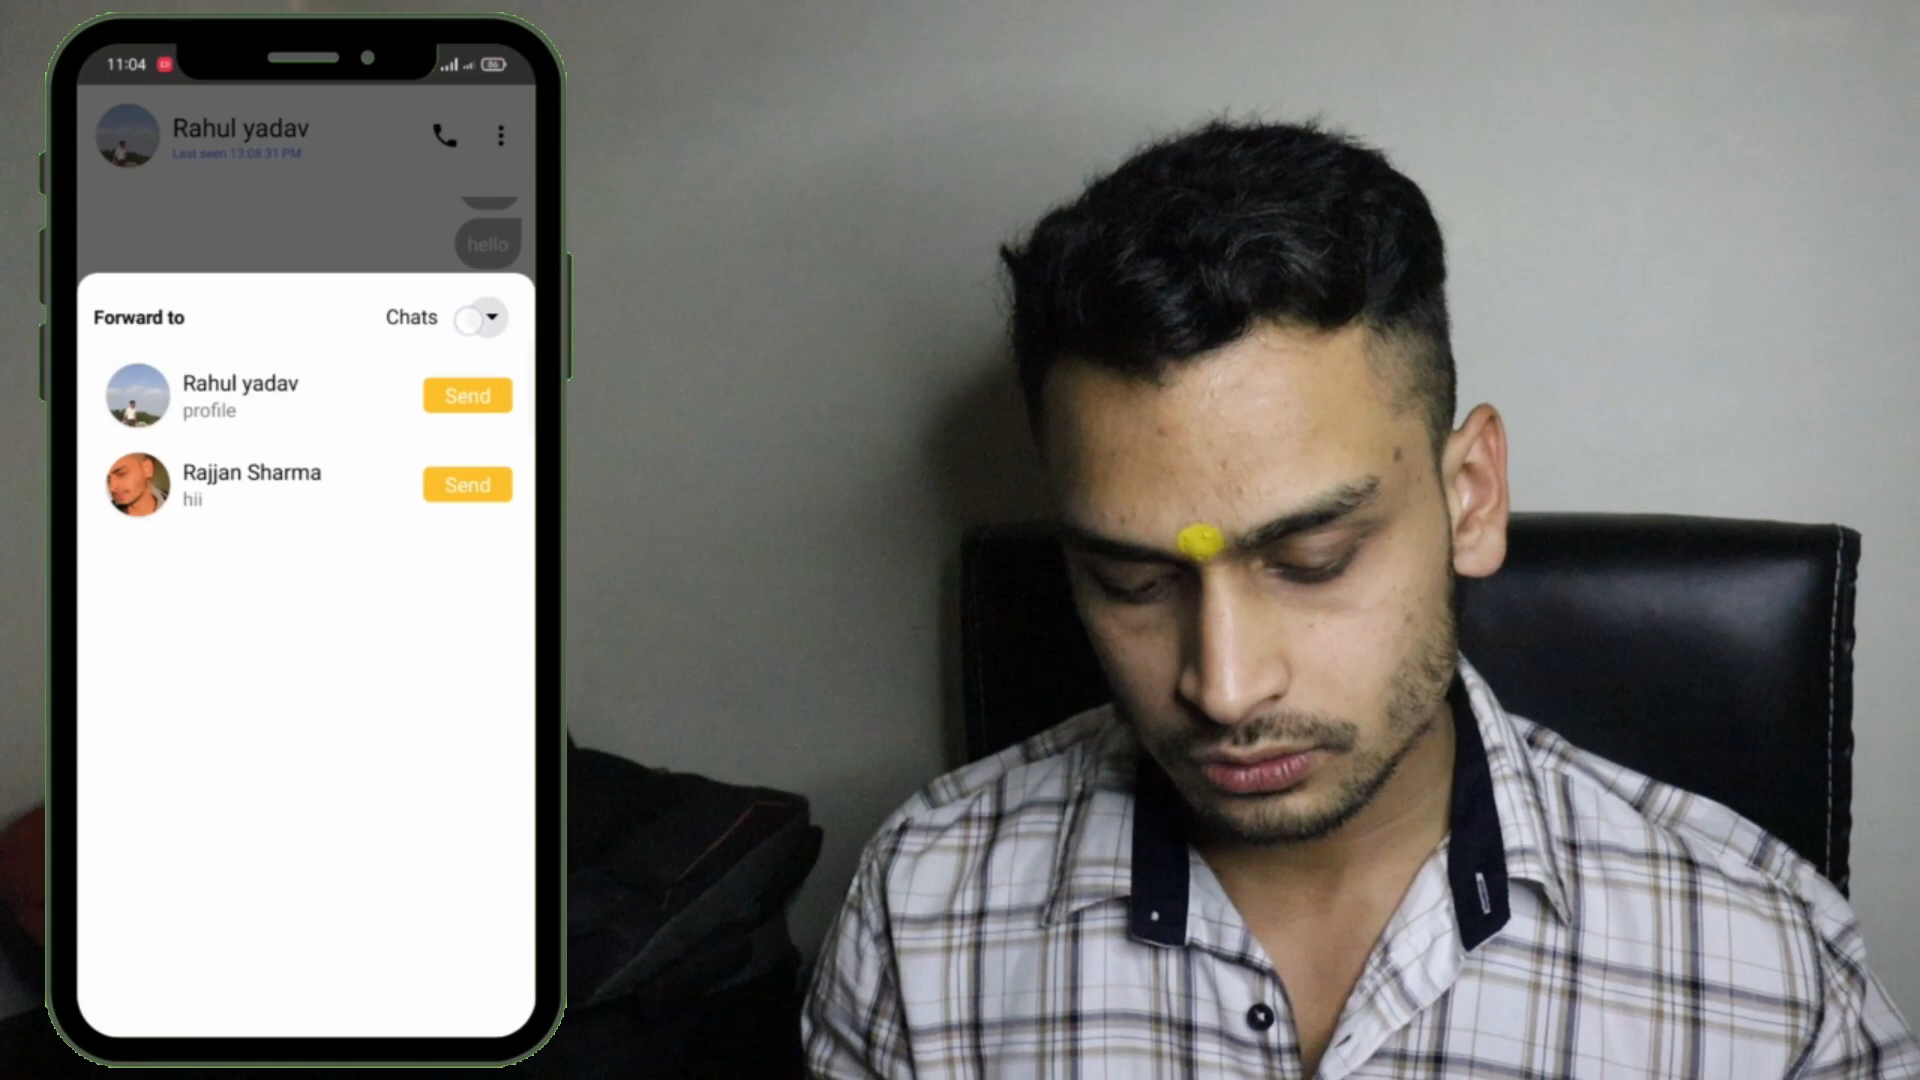 11:04
86
Rahul yadav
Last seen 13:08:31 PM
hello
Forward to
Chats
Rahul yadav
profile
Send
Rajjan Sharma
hii
Send